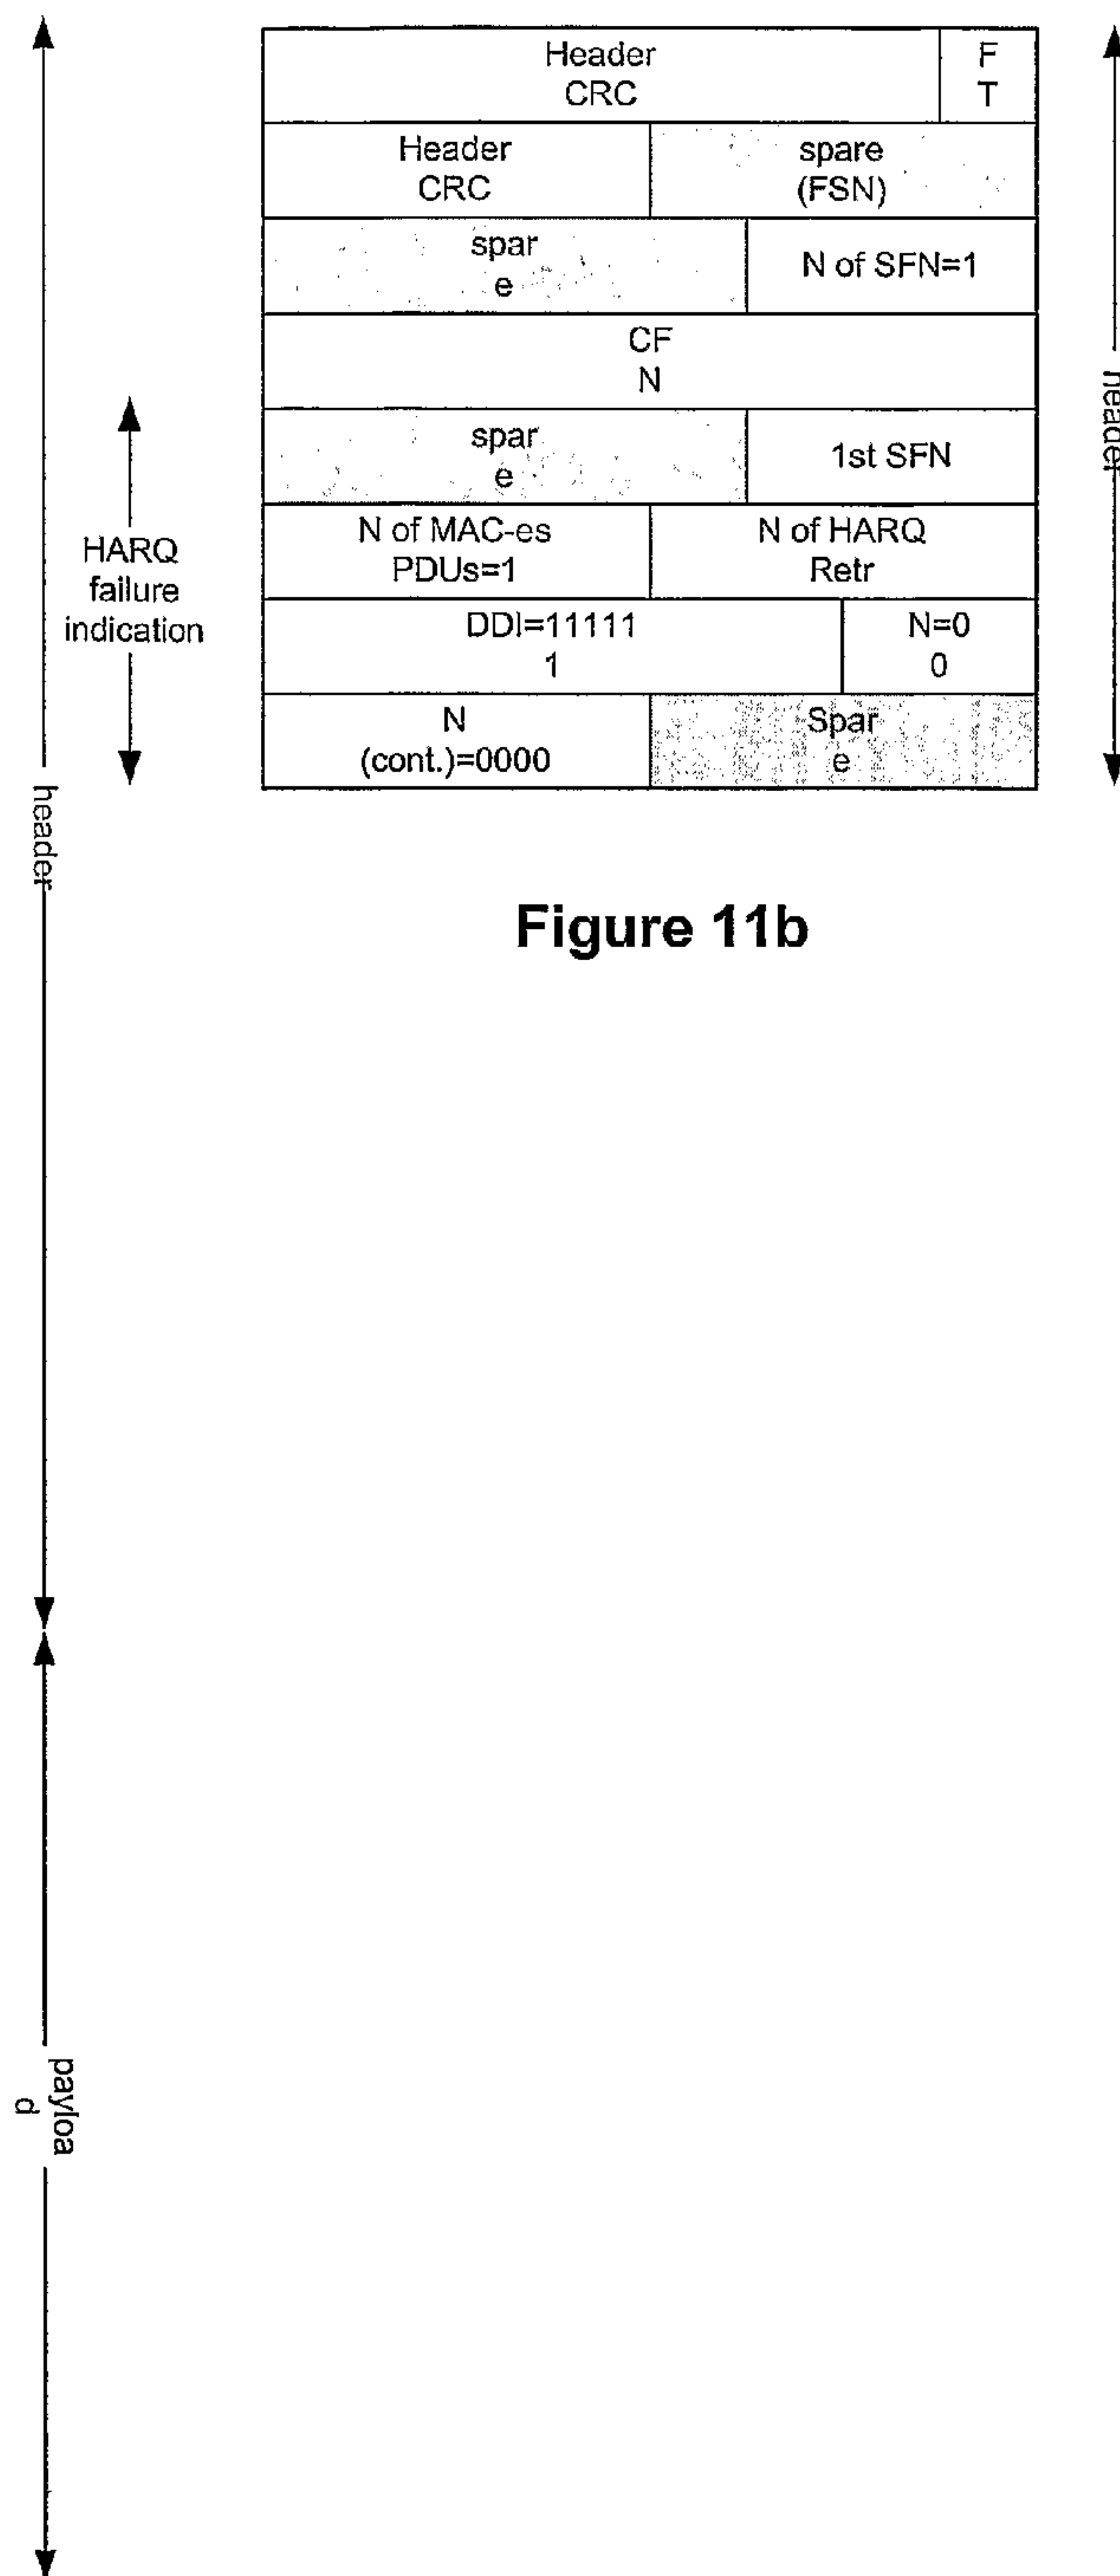 Header
CRC
F
T
Header
CRC
spare
(FSN)
spar
e
N of SFN=1
CF
N
spar
e
1st SFN
N of MAC-es
PDUs=1
N of HARQ
Retr
DDI=11111
1
N=0
0
N
(cont.)=0000
Spar
e
HARQ
failure
indication
header
header
Figure 11b
payloa
d